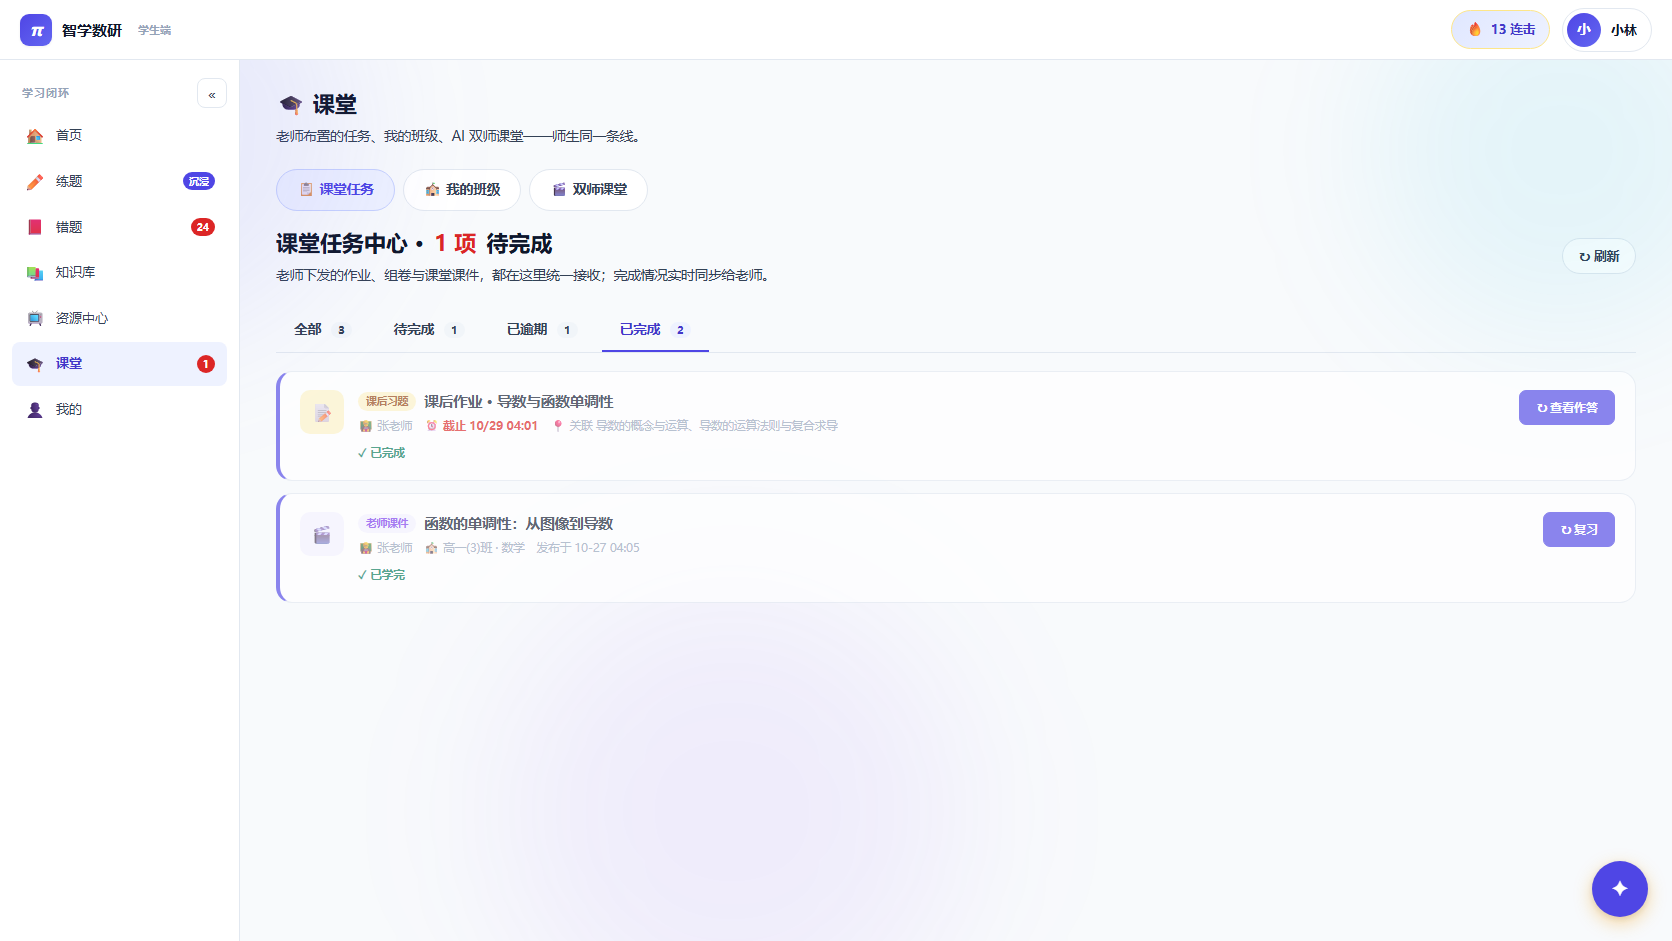 π 智学数研 学生端
13 连击
小 小林
学习闭环 «
首页
练题 沉浸
错题 24
知识库
资源中心
课堂 1
我的
课堂
老师布置的任务、我的班级、AI 双师课堂——师生同一条线。
课堂任务 我的班级 双师课堂
课堂任务中心 • 1 项 待完成
老师下发的作业、组卷与课堂课件，都在这里统一接收；完成情况实时同步给老师。
↻ 刷新
全部 3 待完成 1 已逾期 1 已完成 2
课后习题 课后作业 • 导数与函数单调性
张老师 截止 10/29 04:01 关联 导数的概念与运算、导数的运算法则与复合求导
✓ 已完成
↻ 查看作答
老师课件 函数的单调性：从图像到导数
张老师 高一(3)班 · 数学 发布于 10-27 04:05
✓ 已学完
↻ 复习